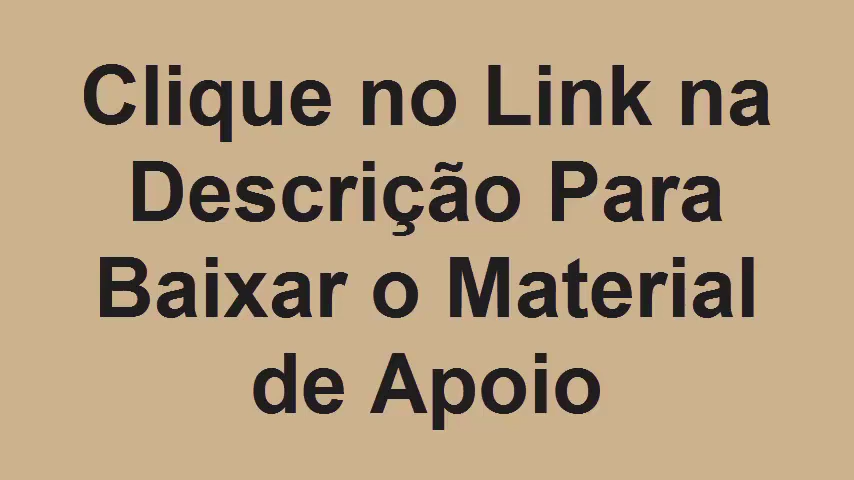 Clique no Link na
Descrição Para
Baixar o Material
de Apoio